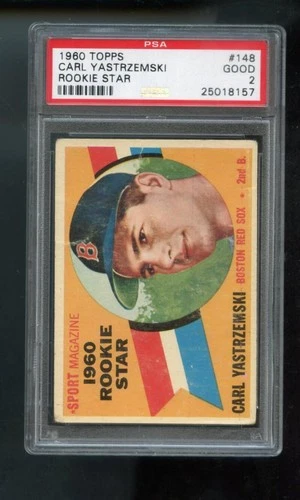 PSA
1960 TOPPS #148
CARL YASTRZEMSKI GOOD
ROOKIE STAR 2
25018157
B
★SPORT MAGAZINE
1960
ROOKIE
STAR
CARL YASTRZEMSKI
BOSTON RED SOX • 2nd B.